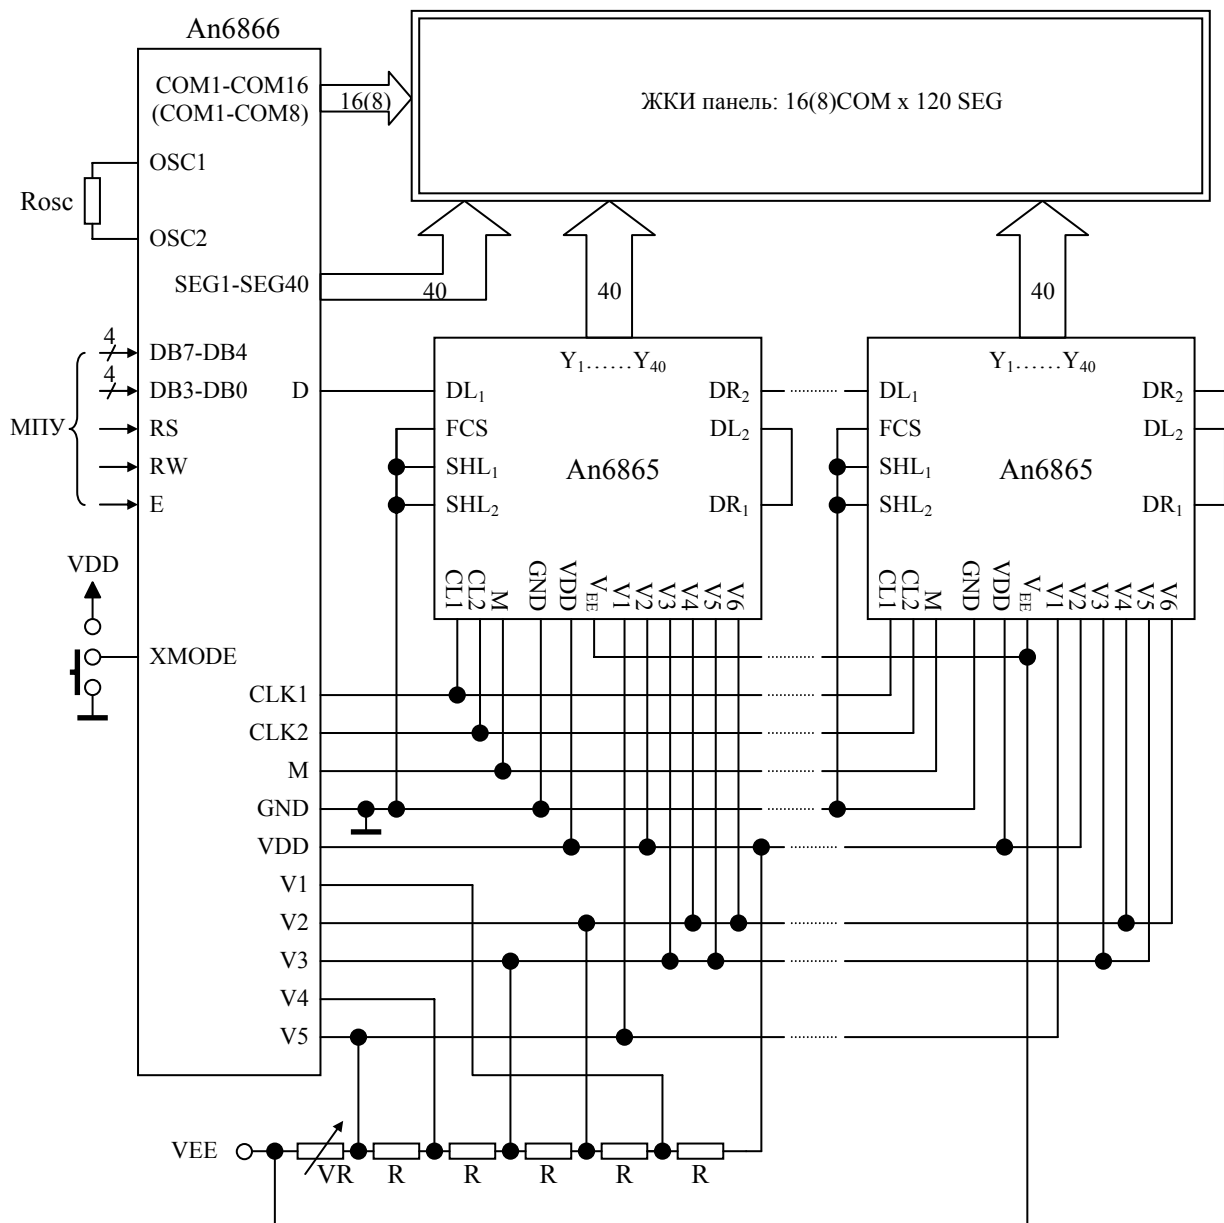 An6866
COM1-COM16
(COM1-COM8)
16(8)
ЖКИ панель: 16(8)COM x 120 SEG
OSC1
Rosc
OSC2
SEG1-SEG40
40
40
40
МПУ
4
DB7-DB4
4
DB3-DB0
D
RS
RW
E
VDD
XMODE
CLK1
CLK2
M
GND
VDD
V1
V2
V3
V4
V5
Y1......Y40
DL1
DR2
FCS
DL2
SHL1
An6865
SHL2
DR1
CL1
CL2
M
GND
VDD
VEE
V1
V2
V3
V4
V5
V6
Y1......Y40
DL1
DR2
FCS
DL2
SHL1
An6865
SHL2
DR1
CL1
CL2
M
GND
VDD
VEE
V1
V2
V3
V4
V5
V6
VEE
VR
R
R
R
R
R